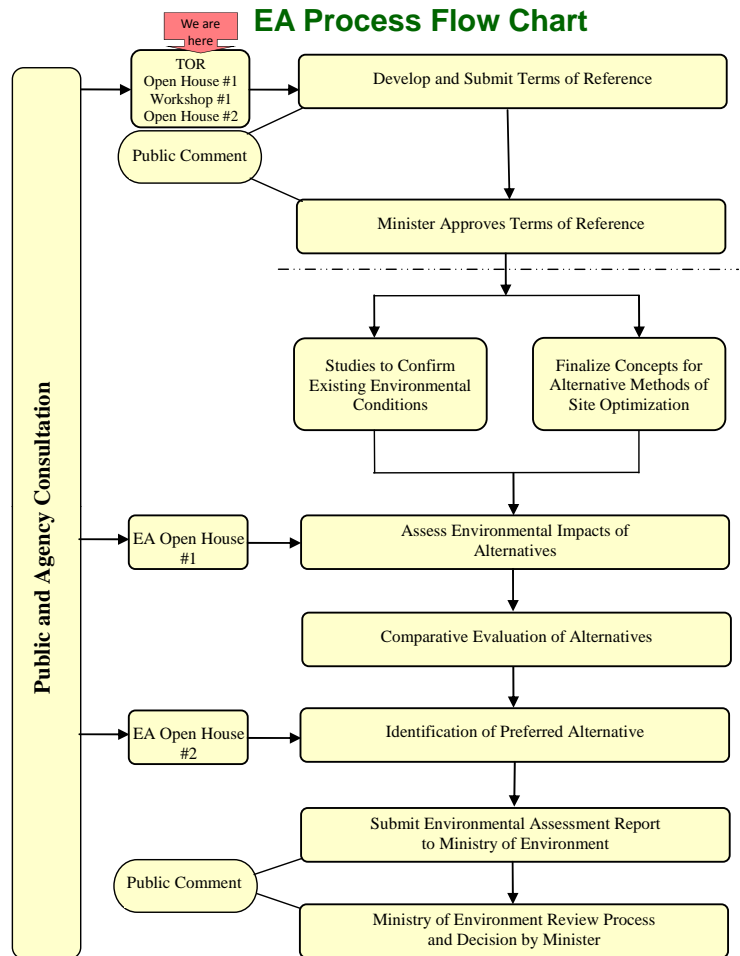 EA Process Flow Chart
We are
here
TOR
Open House #1
Workshop #1
Open House #2
Develop and Submit Terms of Reference
Public Comment
Minister Approves Terms of Reference
Studies to Confirm
Existing Environmental
Conditions
Finalize Concepts for
Alternative Methods of
Site Optimization
Public and Agency Consultation
EA Open House
#1
Assess Environmental Impacts of
Alternatives
Comparative Evaluation of Alternatives
EA Open House
#2
Identification of Preferred Alternative
Submit Environmental Assessment Report
to Ministry of Environment
Public Comment
Ministry of Environment Review Process
and Decision by Minister